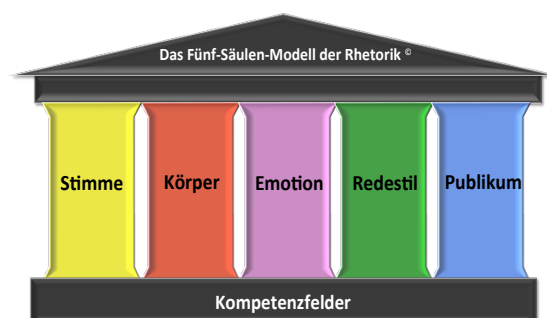 Das Fünf-Säulen-Modell der Rhetorik ©
Stimme
Körper
Emotion
Redestil
Publikum
Kompetenzfelder